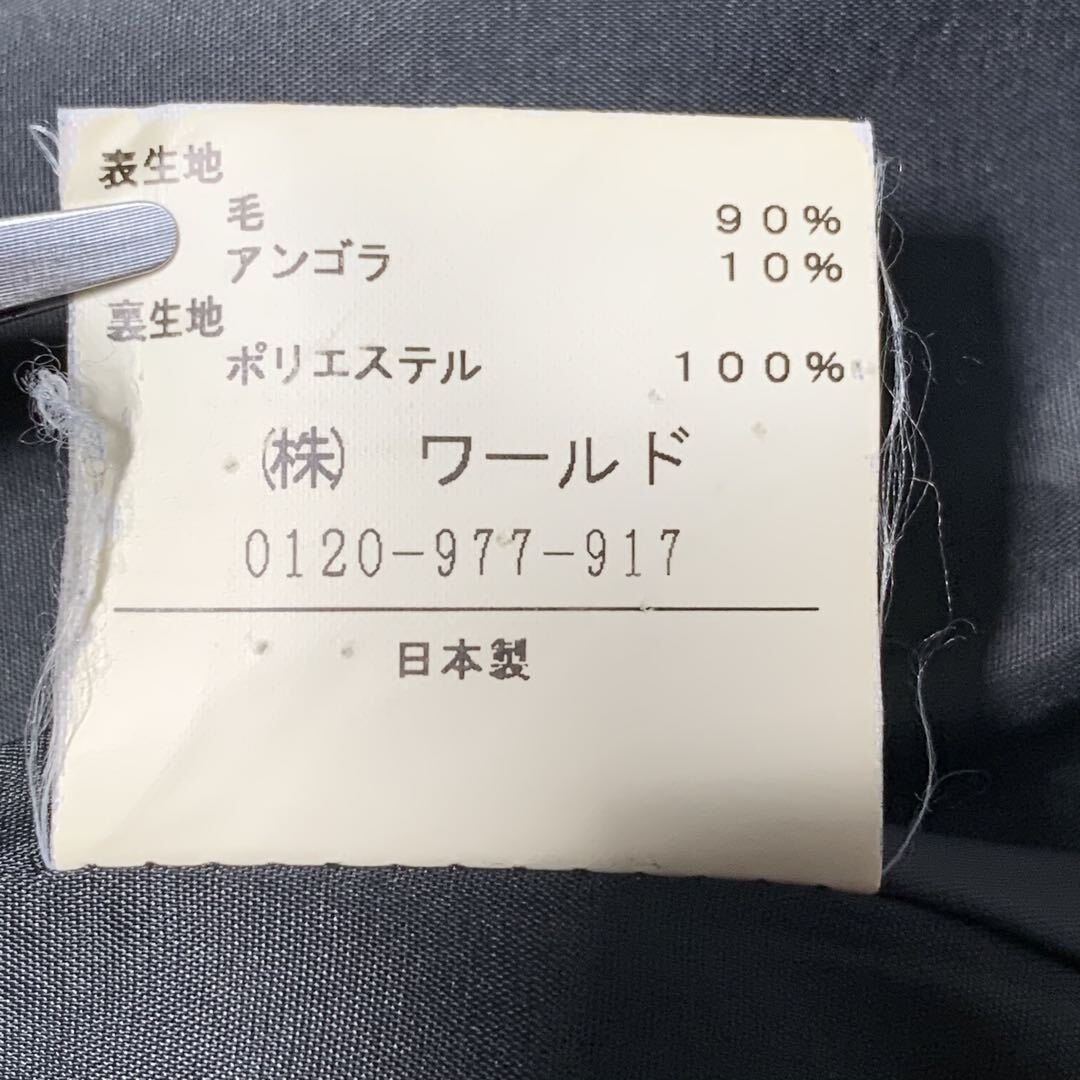 表生地
毛 90%
アンゴラ 10%
裏生地
ポリエステル 100%
(株) ワールド
0120-977-917
日本製